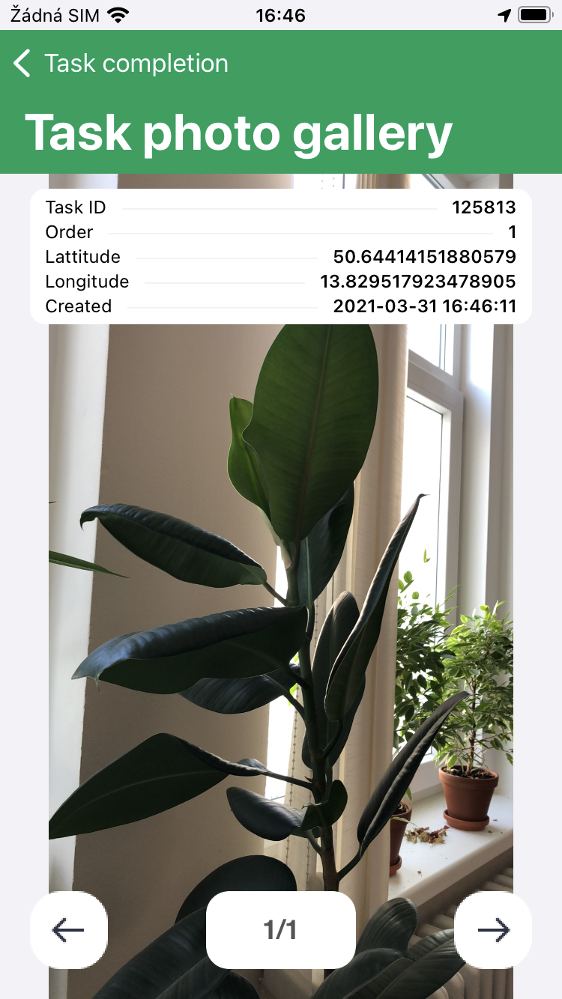 Žádná SIM 16:46
Task completion
Task photo gallery
Task ID 125813
Order 1
Lattitude 50.64414151880579
Longitude 13.829517923478905
Created 2021-03-31 16:46:11
1/1